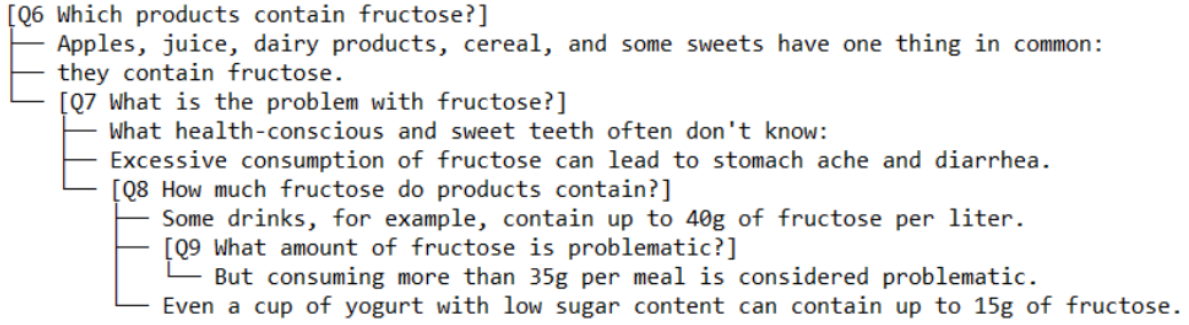 [Q6 Which products contain fructose?]
Apples, juice, dairy products, cereal, and some sweets have one thing in common:
they contain fructose.
[Q7 What is the problem with fructose?]
What health-conscious and sweet teeth often don't know:
Excessive consumption of fructose can lead to stomach ache and diarrhea.
[Q8 How much fructose do products contain?]
Some drinks, for example, contain up to 40g of fructose per liter.
[Q9 What amount of fructose is problematic?]
But consuming more than 35g per meal is considered problematic.
Even a cup of yogurt with low sugar content can contain up to 15g of fructose.